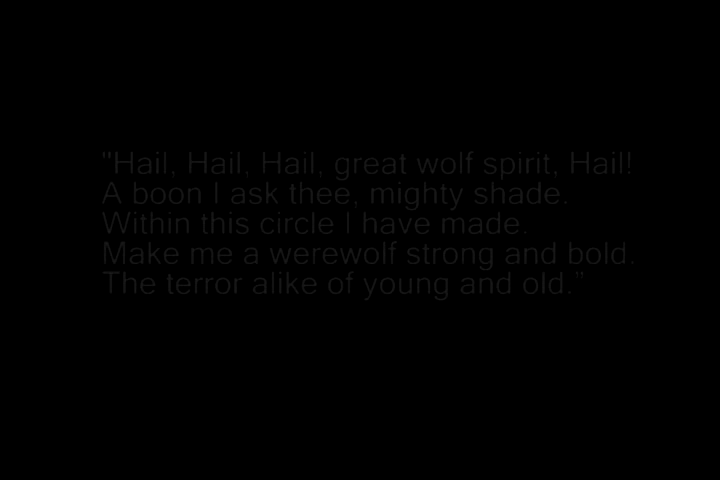 "Hail, Hail, Hail, great wolf spirit, Hail!
A boon I ask thee, mighty shade.
Within this circle I have made.
Make me a werewolf strong and bold.
The terror alike of young and old.”